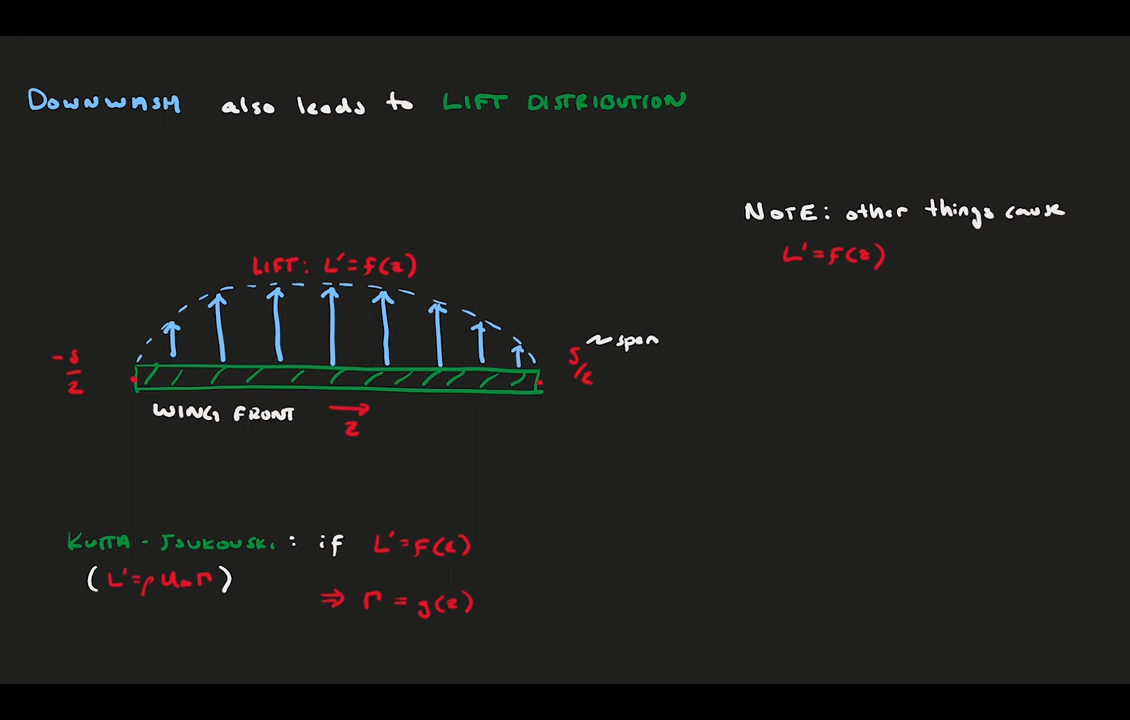 DOWNWASH also leads to LIFT DISTRIBUTION
NOTE: other things cause
L' = f(z)
LIFT: L' = f(z)
~span
-s/2
s/2
WING FRONT
z
KUTTA - JOUKOWSKI : if L' = f(z)
(L' = ρ U∞ Γ)
⇒ Γ = g(z)